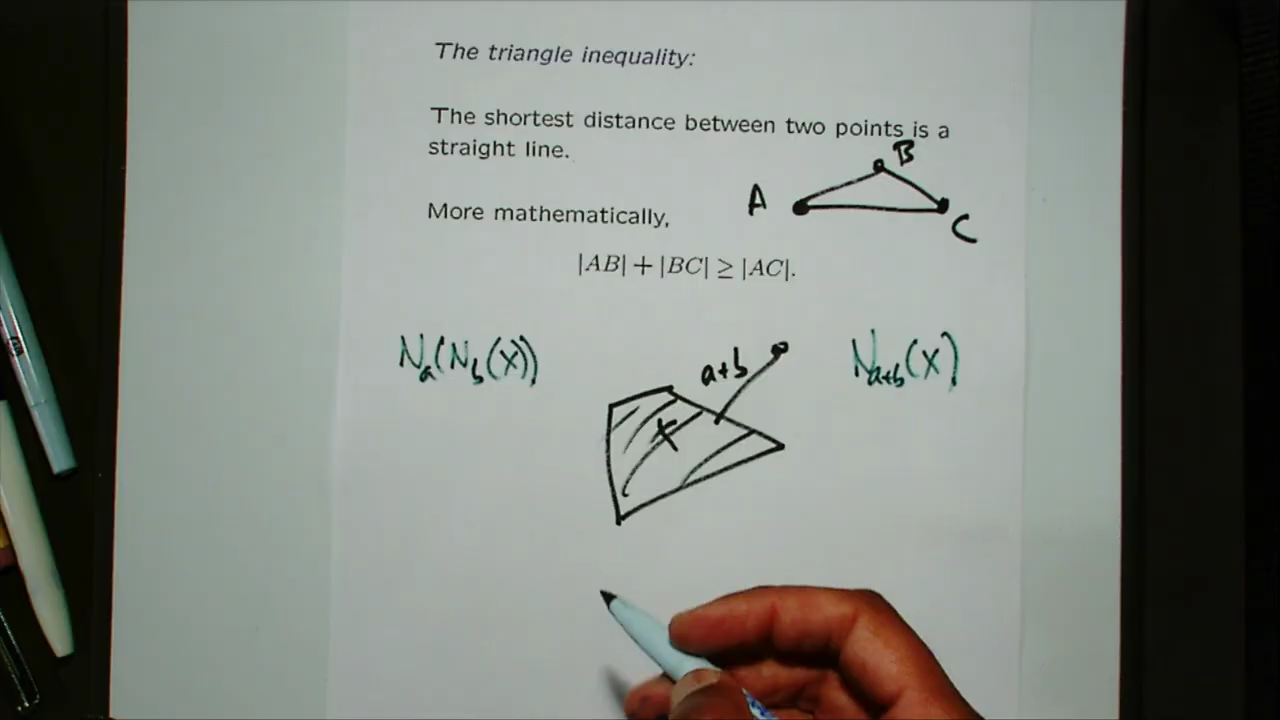 The triangle inequality:
The shortest distance between two points is a
straight line.
B
A
More mathematically,
C
|AB| + |BC| ≥ |AC|.
N_a(N_b(X))
a+b
N_{a+b}(X)
X